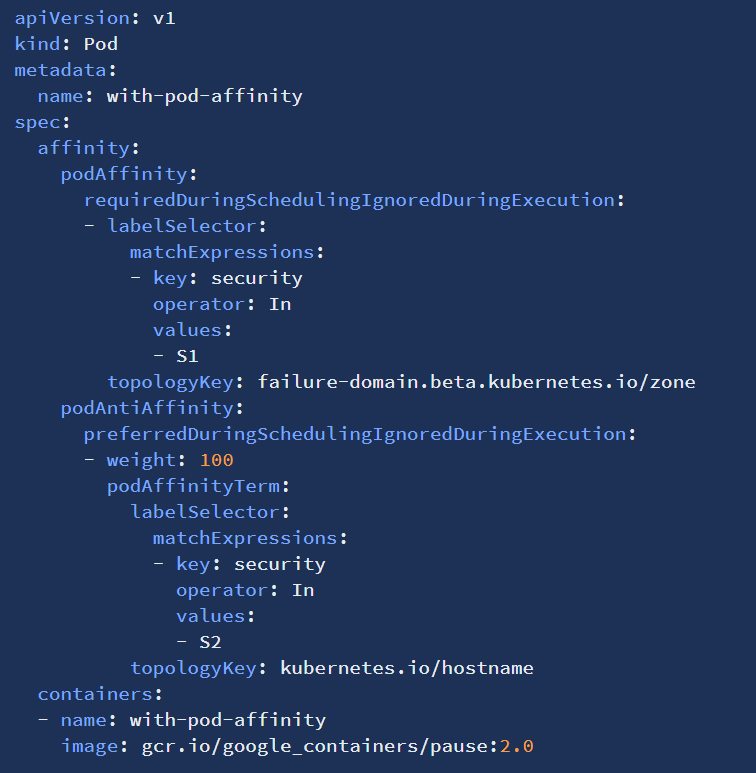 apiVersion: v1
kind: Pod
metadata:
  name: with-pod-affinity
spec:
  affinity:
    podAffinity:
      requiredDuringSchedulingIgnoredDuringExecution:
      - labelSelector:
          matchExpressions:
          - key: security
            operator: In
            values:
            - S1
        topologyKey: failure-domain.beta.kubernetes.io/zone
    podAntiAffinity:
      preferredDuringSchedulingIgnoredDuringExecution:
      - weight: 100
        podAffinityTerm:
          labelSelector:
            matchExpressions:
            - key: security
              operator: In
              values:
              - S2
          topologyKey: kubernetes.io/hostname
  containers:
  - name: with-pod-affinity
    image: gcr.io/google_containers/pause:2.0